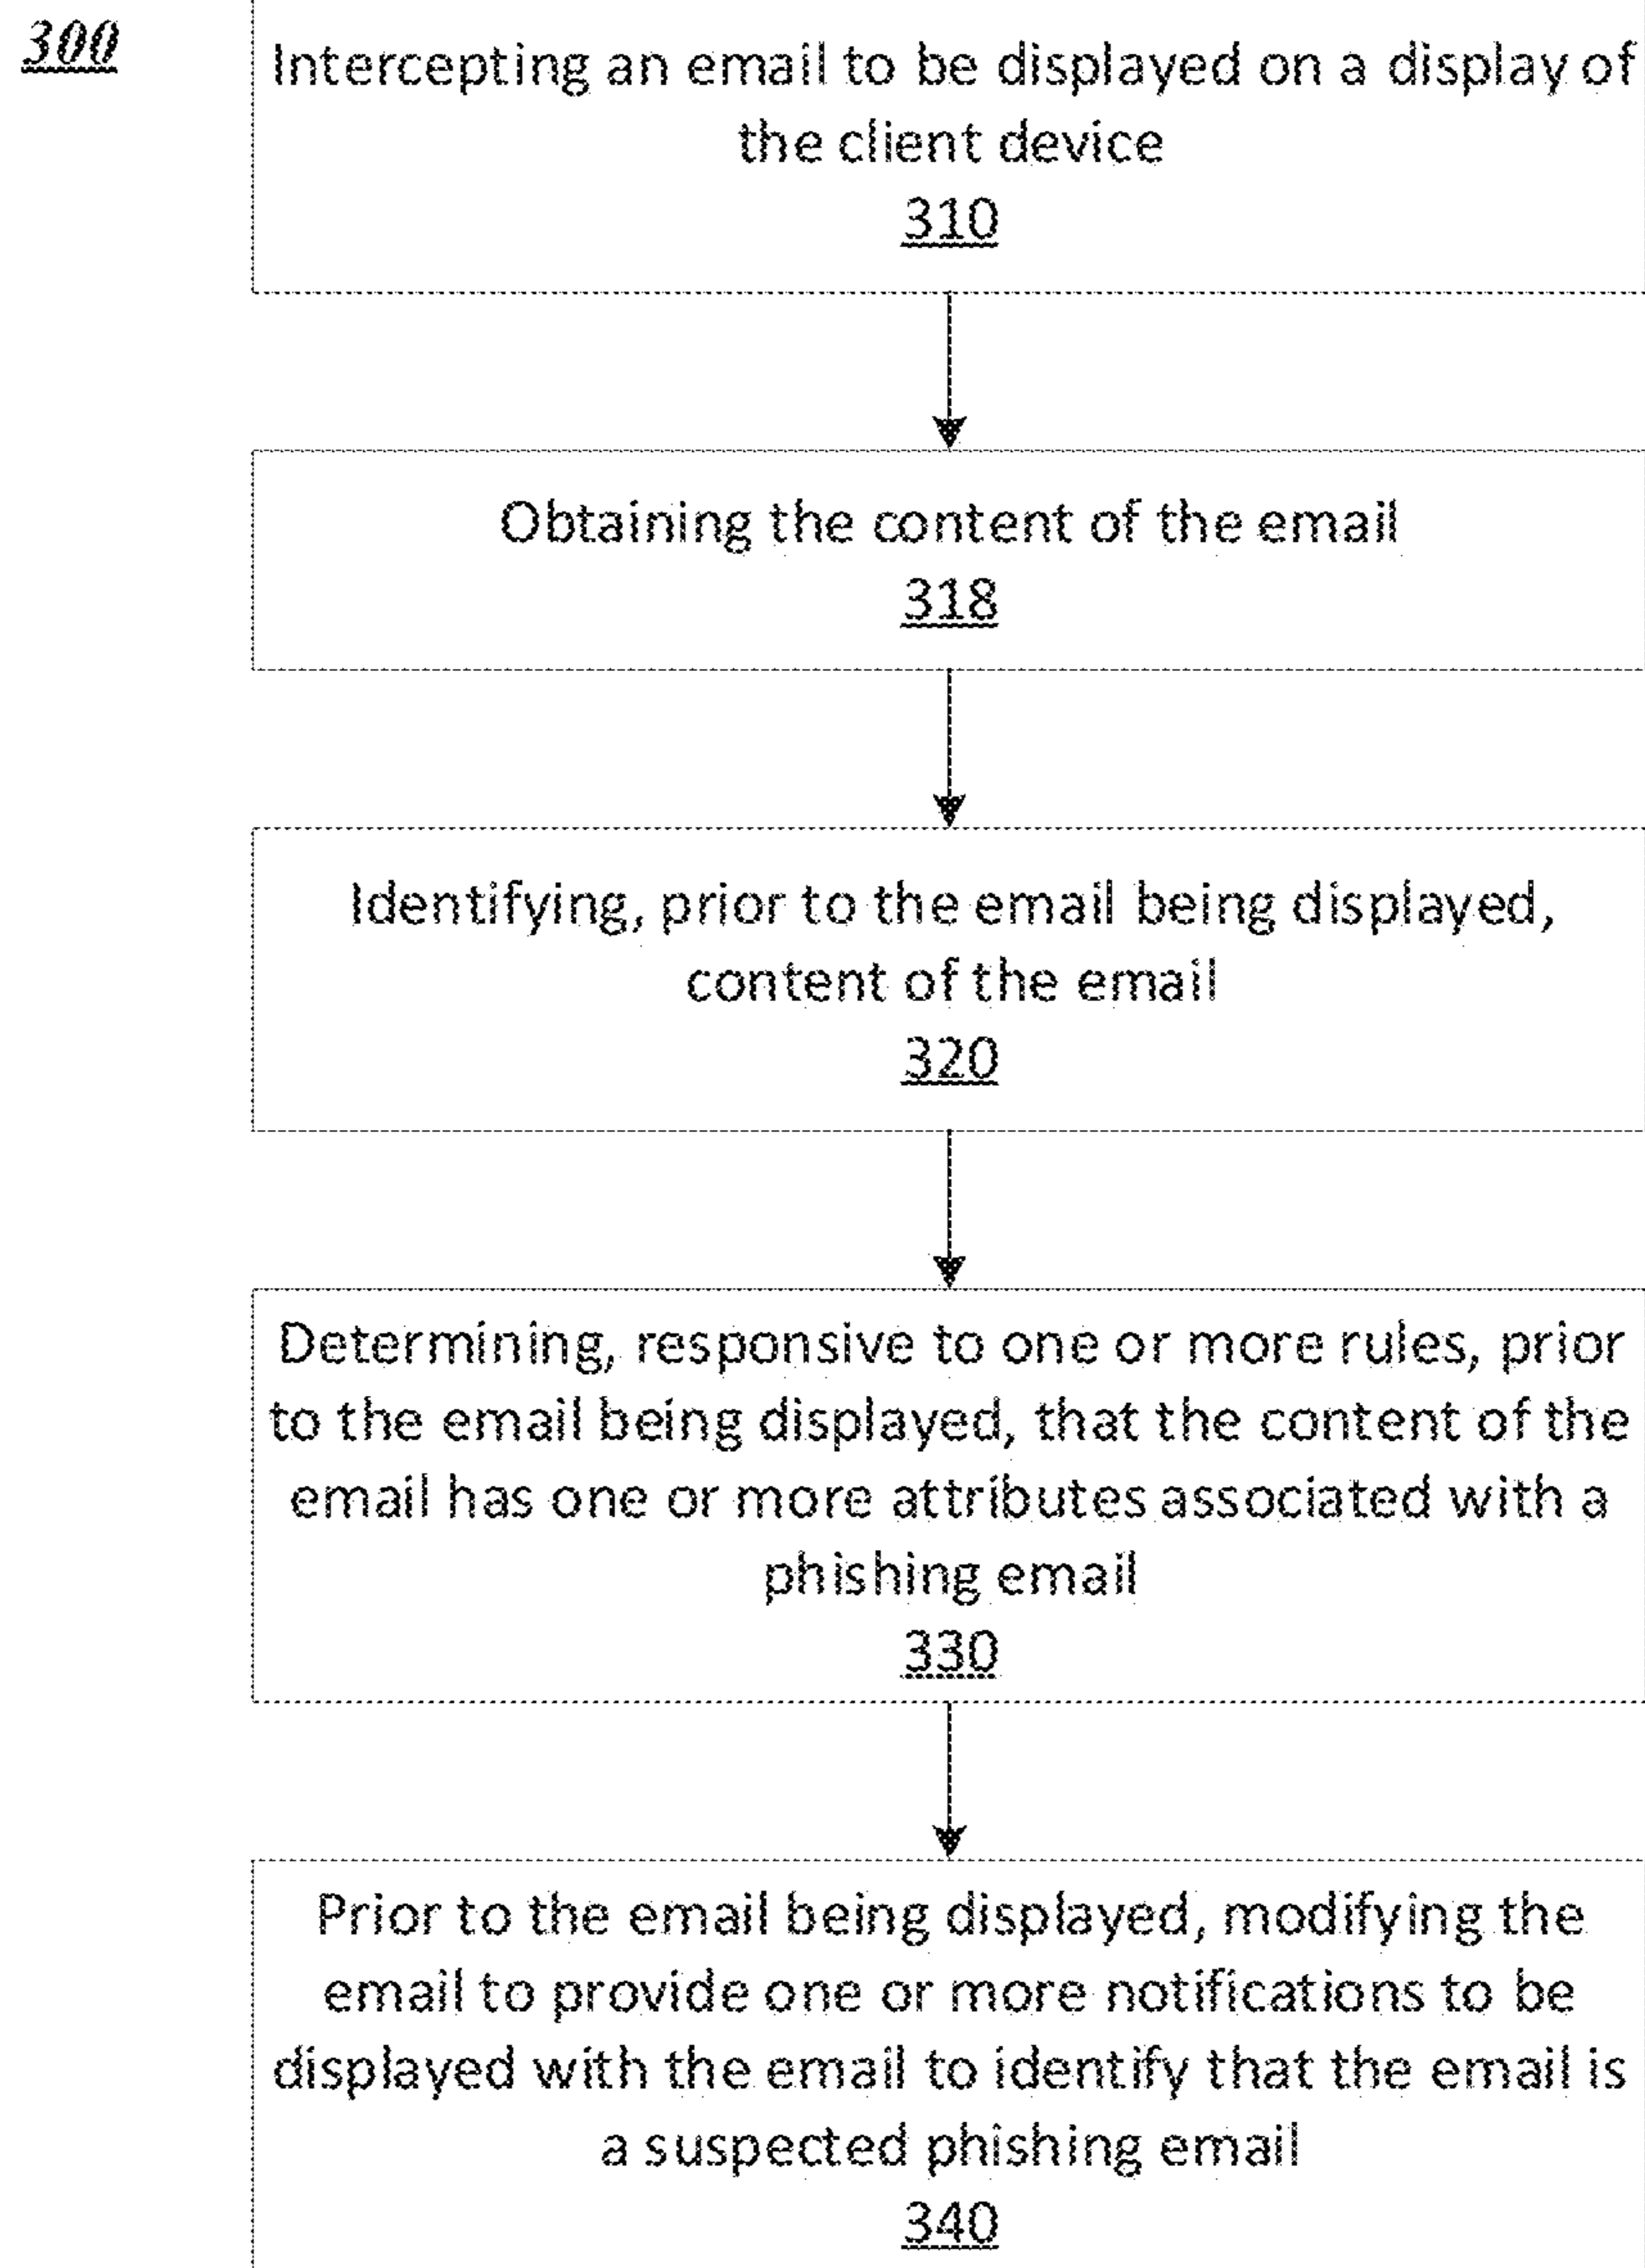 300
Intercepting an email to be displayed on a display of
the client device
310
Obtaining the content of the email
318
Identifying, prior to the email being displayed,
content of the email
320
Determining, responsive to one or more rules, prior
to the email being displayed, that the content of the
email has one or more attributes associated with a
phishing email
330
Prior to the email being displayed, modifying the
email to provide one or more notifications to be
displayed with the email to identify that the email is
a suspected phishing email
340